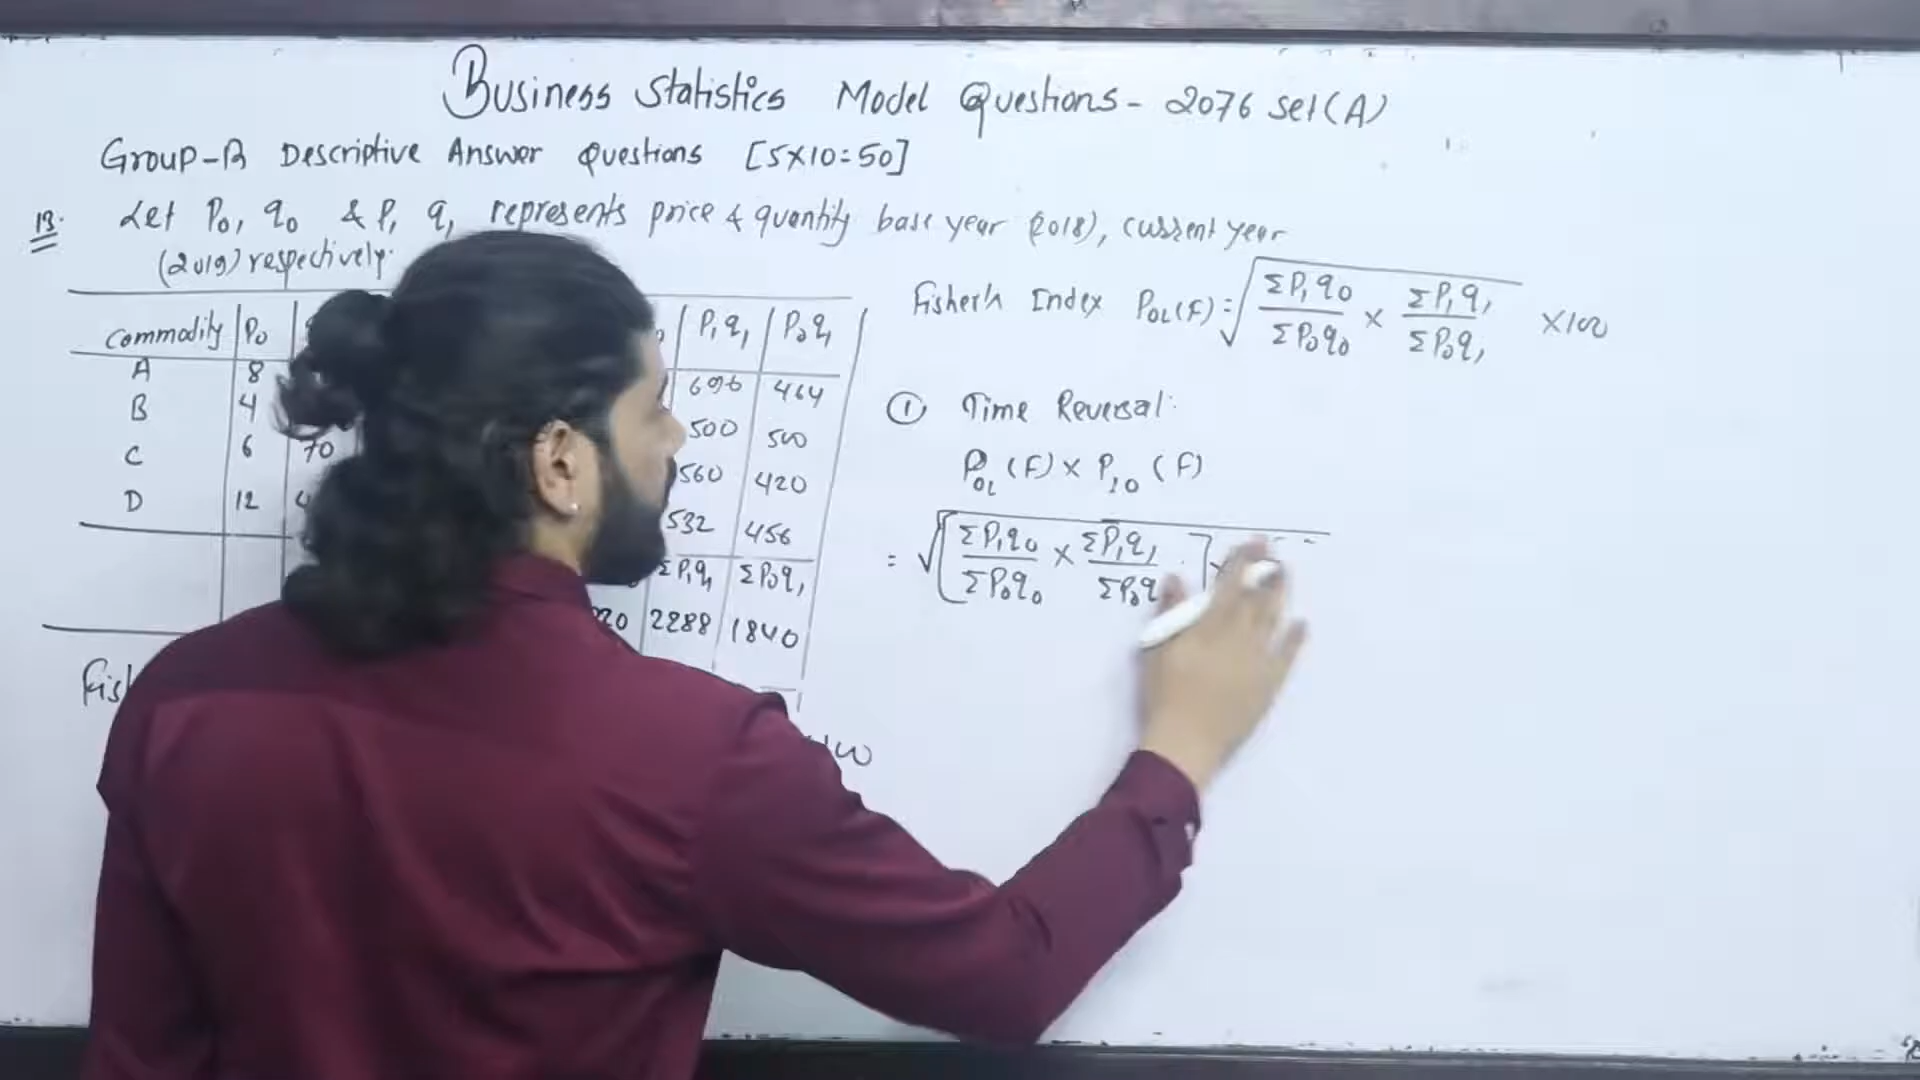 Business Statistics Model Questions - 2076 Set(A)
Group-B Descriptive Answer Questions [5X10=50]
13. Let P0, q0 & P1 q1 represents price & quantity base year (2018), current year
(2019) respectively.
Commodity P0 P1q1 P0q1
A 8 696 464
B 4 500 500
C 6 70 560 420
D 12 4 532 456
ΣP1q1 ΣP0q1
20 2288 1840
Fish
Fisher's Index P01(F) = √ΣP1q0/ΣP0q0 × ΣP1q1/ΣP0q1 ×100
① Time Reversal:
P01 (F) × P10 (F)
= √[ΣP1q0/ΣP0q0 × ΣP1q1/ΣP0q ] ×